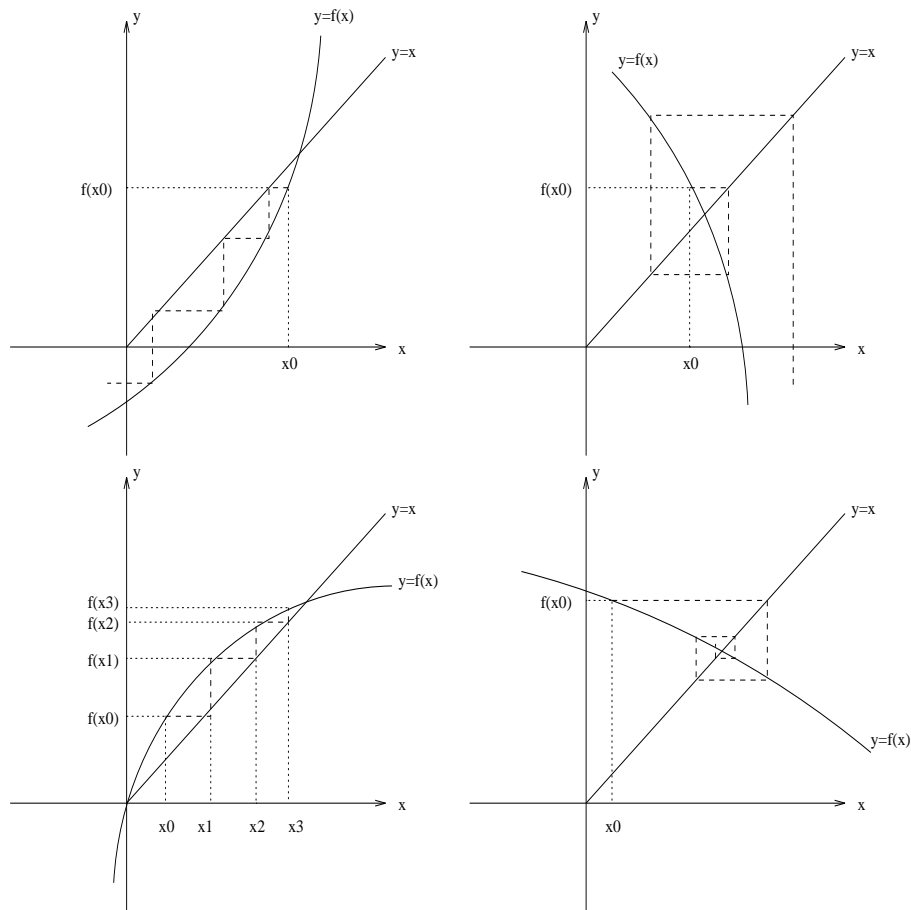 y
y=f(x)
y=x
f(x0)
x
x0
y
y=f(x)
y=x
f(x0)
x
x0
y
y=x
y=f(x)
f(x3)
f(x2)
f(x1)
f(x0)
x
x0 x1 x2 x3
y
y=x
f(x0)
y=f(x)
x
x0